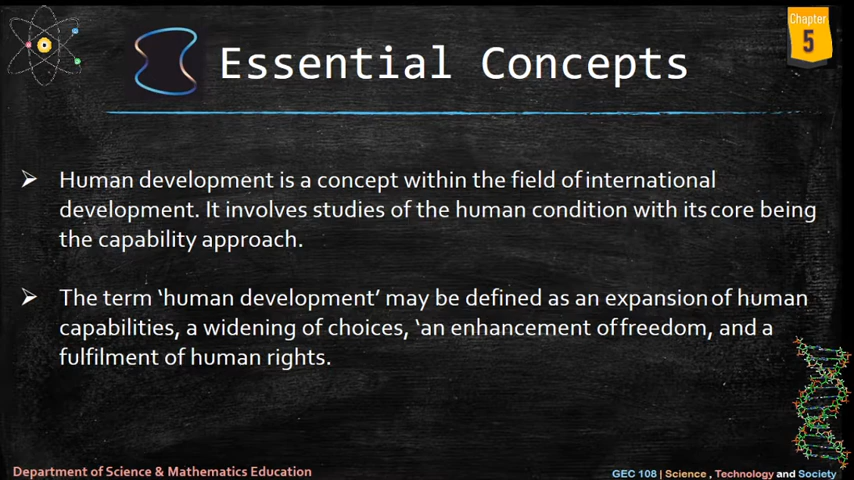 Chapter
5
Essential Concepts
Human development is a concept within the field of international
development. It involves studies of the human condition with its core being
the capability approach.
The term ‘human development’ may be defined as an expansion of human
capabilities, a widening of choices, ‘an enhancement of freedom, and a
fulfilment of human rights.
Department of Science & Mathematics Education
GEC 108 | Science , Technology and Society